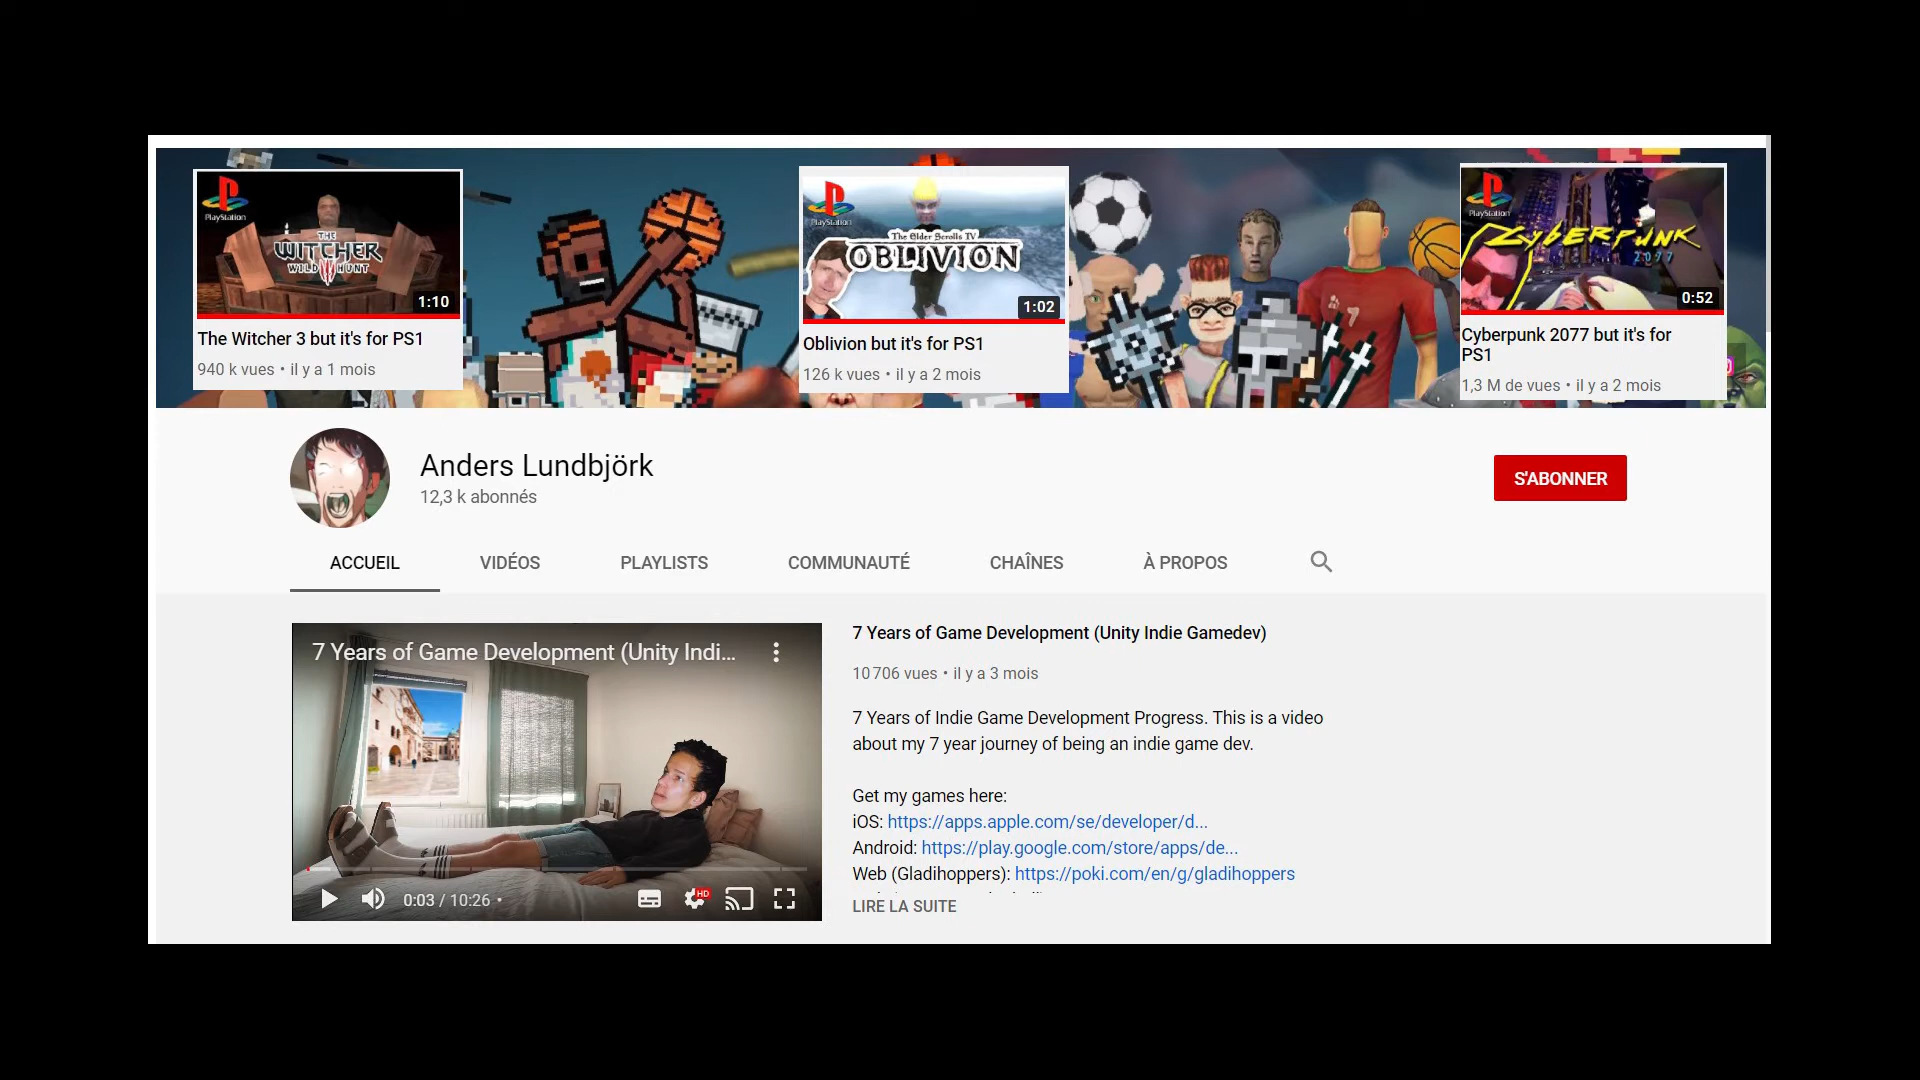 PlayStation
THE
WITCHER
WILD HUNT
1:10
The Witcher 3 but it's for PS1
940 k vues • il y a 1 mois
PlayStation
The Elder Scrolls IV
OBLIVION
1:02
Oblivion but it's for PS1
126 k vues • il y a 2 mois
PlayStation
CYBERPUNK
2077
0:52
Cyberpunk 2077 but it's for
PS1
1,3 M de vues • il y a 2 mois
7
Anders Lundbjörk
12,3 k abonnés
S'ABONNER
ACCUEIL
VIDÉOS
PLAYLISTS
COMMUNAUTÉ
CHAÎNES
À PROPOS
7 Years of Game Development (Unity Indi...
0:03 / 10:26 •
HD
7 Years of Game Development (Unity Indie Gamedev)
10 706 vues • il y a 3 mois
7 Years of Indie Game Development Progress. This is a video
about my 7 year journey of being an indie game dev.
Get my games here:
iOS: https://apps.apple.com/se/developer/d...
Android: https://play.google.com/store/apps/de...
Web (Gladihoppers): https://poki.com/en/g/gladihoppers
LIRE LA SUITE